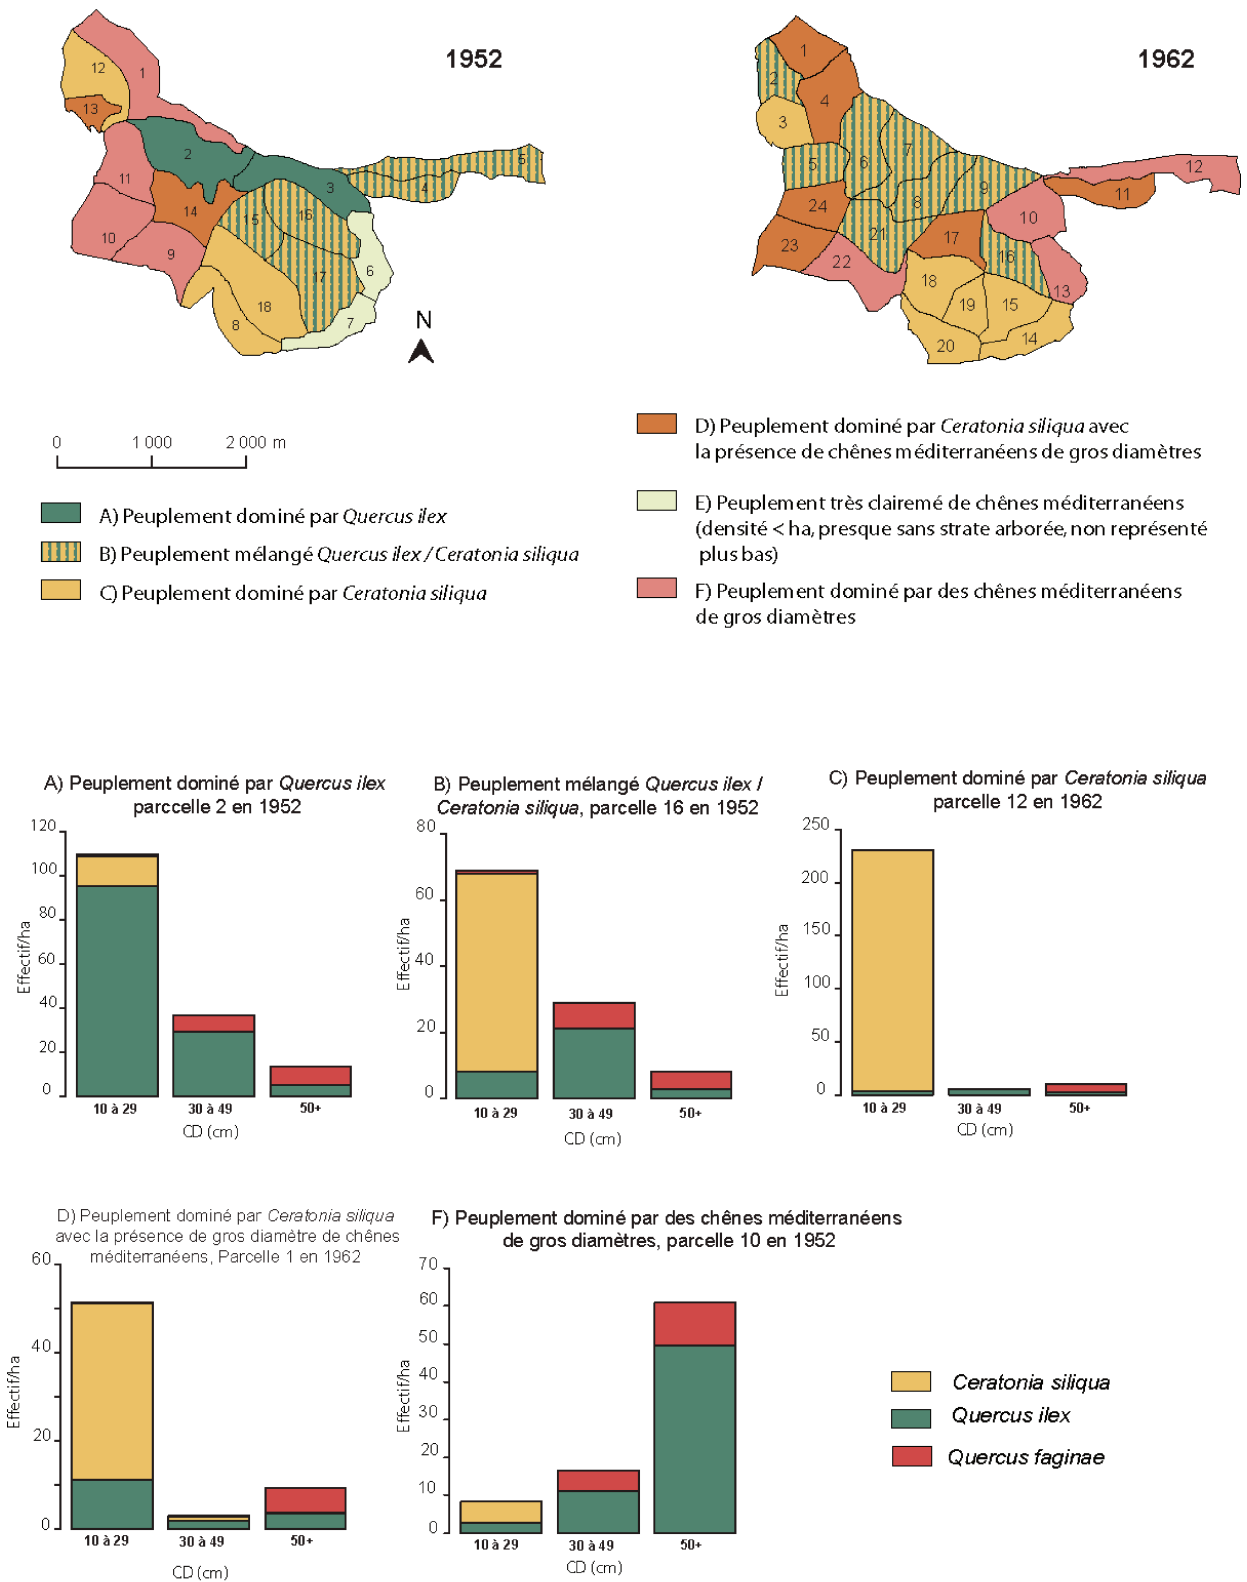 1952
1962
12
1
13
2
3
5
4
11
14
15
16
10
9
17
6
18
7
8
N
1
2
4
3
5
6
7
8
9
12
11
10
24
23
22
21
17
16
13
18
19
15
14
20
0
1 000
2 000 m
A) Peuplement dominé par Quercus ilex
B) Peuplement mélangé Quercus ilex / Ceratonia siliqua
C) Peuplement dominé par Ceratonia siliqua
D) Peuplement dominé par Ceratonia siliqua avec
la présence de chênes méditerranéens de gros diamètres
E) Peuplement très clairemé de chênes méditerranéens
(densité < ha, presque sans strate arborée, non représenté
plus bas)
F) Peuplement dominé par des chênes méditerranéens
de gros diamètres
A) Peuplement dominé par Quercus ilex
parccelle 2 en 1952
120
100
80
60
40
20
0
Effectif/ha
10 à 29
30 à 49
50+
CD (cm)
B) Peuplement mélangé Quercus ilex /
Ceratonia siliqua, parcelle 16 en 1952
80
60
40
20
0
Effectif/ha
10 à 29
30 à 49
50+
CD (cm)
C) Peuplement dominé par Ceratonia siliqua
parcelle 12 en 1962
250
200
150
100
50
0
Effectif/ha
10 à 29
30 à 49
50+
CD (cm)
D) Peuplement dominé par Ceratonia siliqua
avec la présence de gros diamètre de chênes
méditerranéens, Parcelle 1 en 1962
60
40
20
0
Effectif/ha
10 à 29
30 à 49
50+
CD (cm)
F) Peuplement dominé par des chênes méditerranéens
de gros diamètres, parcelle 10 en 1952
70
60
50
40
30
20
10
0
Effectif/ha
10 à 29
30 à 49
50+
CD (cm)
Ceratonia siliqua
Quercus ilex
Quercus faginae